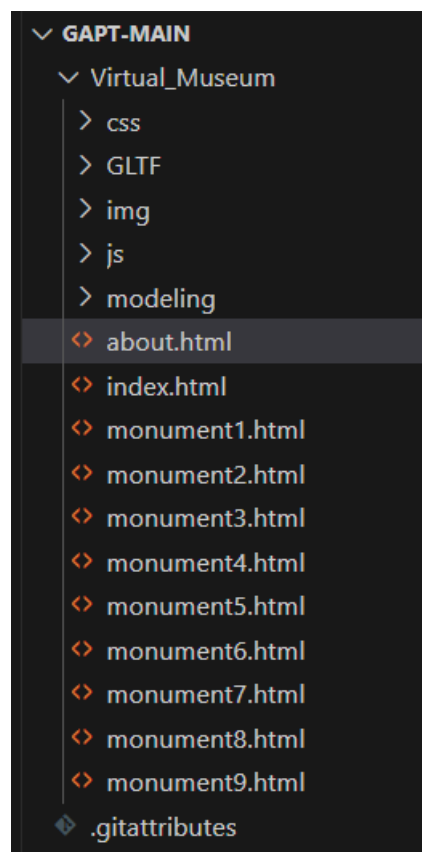 GAPT-MAIN
Virtual_Museum
css
GLTF
img
js
modeling
about.html
index.html
monument1.html
monument2.html
monument3.html
monument4.html
monument5.html
monument6.html
monument7.html
monument8.html
monument9.html
.gitattributes